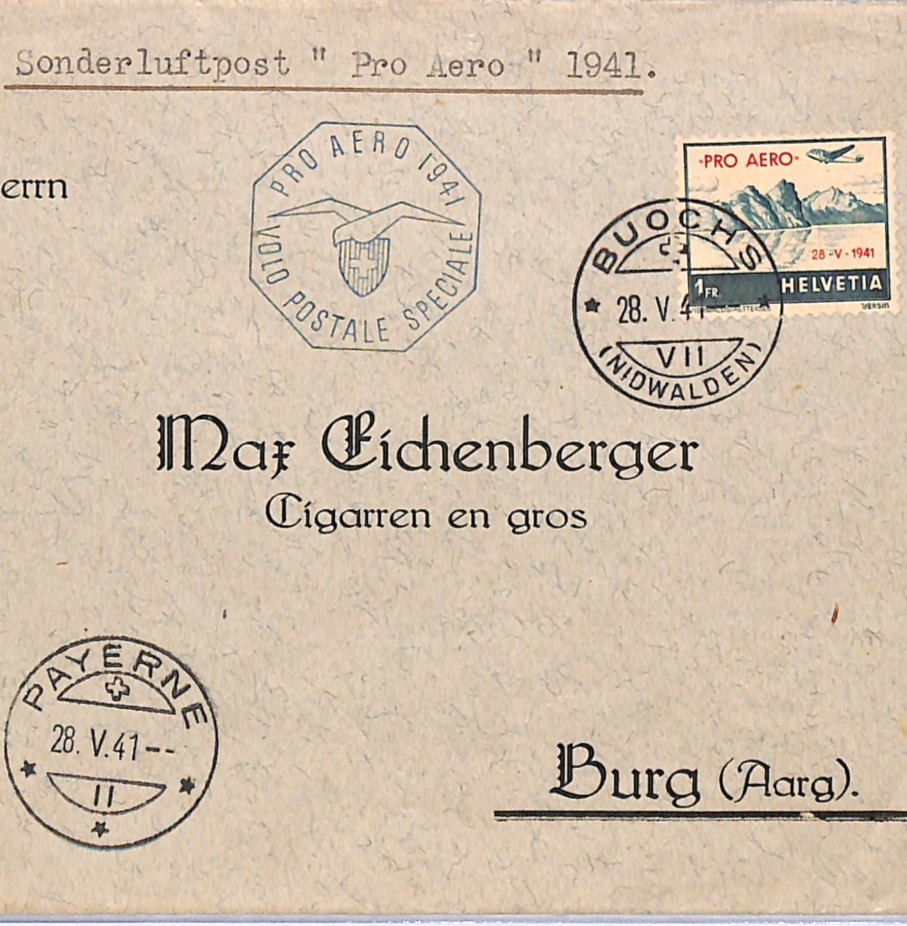 Sonderluftpost " Pro Aero " 1941.
errn
PRO AERO 1941
VOLO POSTALE SPECIALE
·PRO AERO·
28-V-1941
1 FR.
HELVETIA
BUOCHS
28. V. 41
VII
(NIDWALDEN)
Max Eichenberger
Cigarren en gros
PAYERNE
28. V. 41--
II
Burg (Aarg).